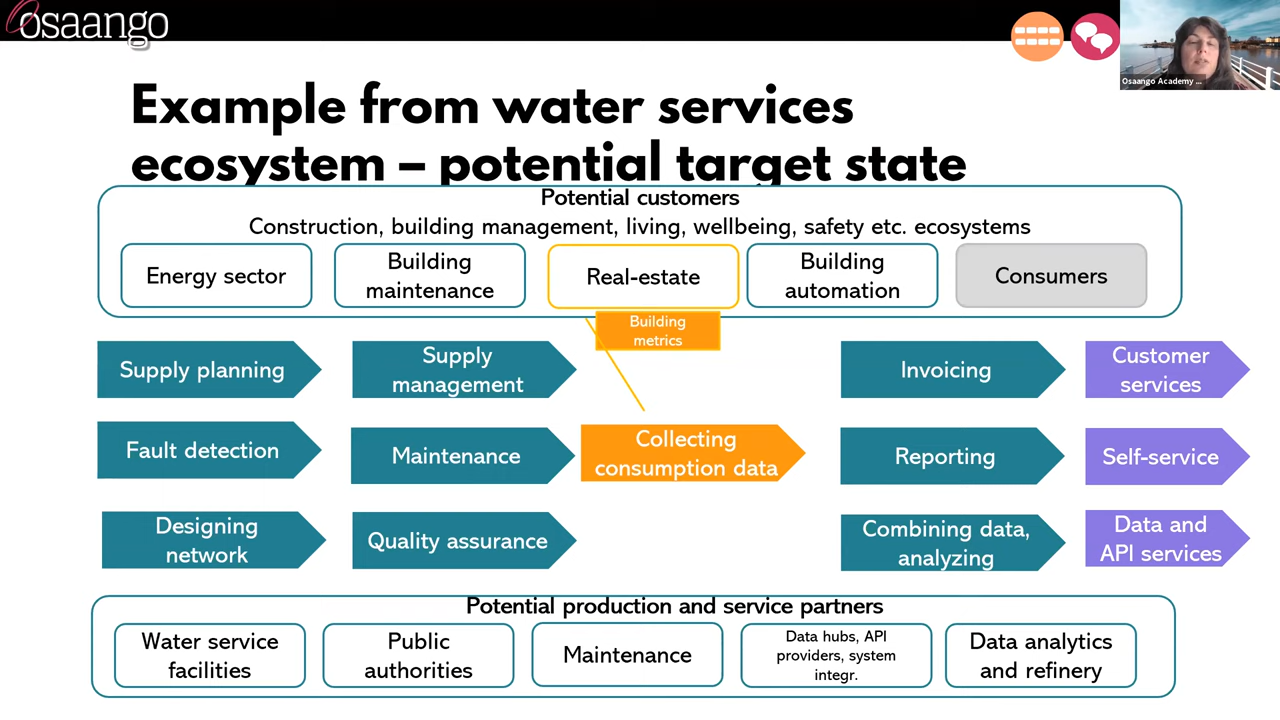 osaango
Osaango Academy ...
Example from water services
ecosystem – potential target state
Potential customers
Construction, building management, living, wellbeing, safety etc. ecosystems
Energy sector
Building
maintenance
Real-estate
Building
automation
Consumers
Building
metrics
Supply planning
Supply
management
Invoicing
Customer
services
Fault detection
Maintenance
Collecting
consumption data
Reporting
Self-service
Designing
network
Quality assurance
Combining data,
analyzing
Data and
API services
Potential production and service partners
Water service
facilities
Public
authorities
Maintenance
Data hubs, API
providers, system
integr.
Data analytics
and refinery